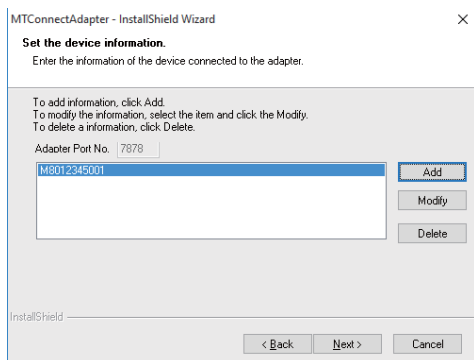 MTConnectAdapter - InstallShield Wizard
Set the device information.
Enter the information of the device connected to the adapter.
To add information, click Add.
To modify the information, select the item and click the Modify.
To delete a information, click Delete.
Adapter Port No. 7878
M8012345001
Add
Modify
Delete
InstallShield
< Back Next > Cancel